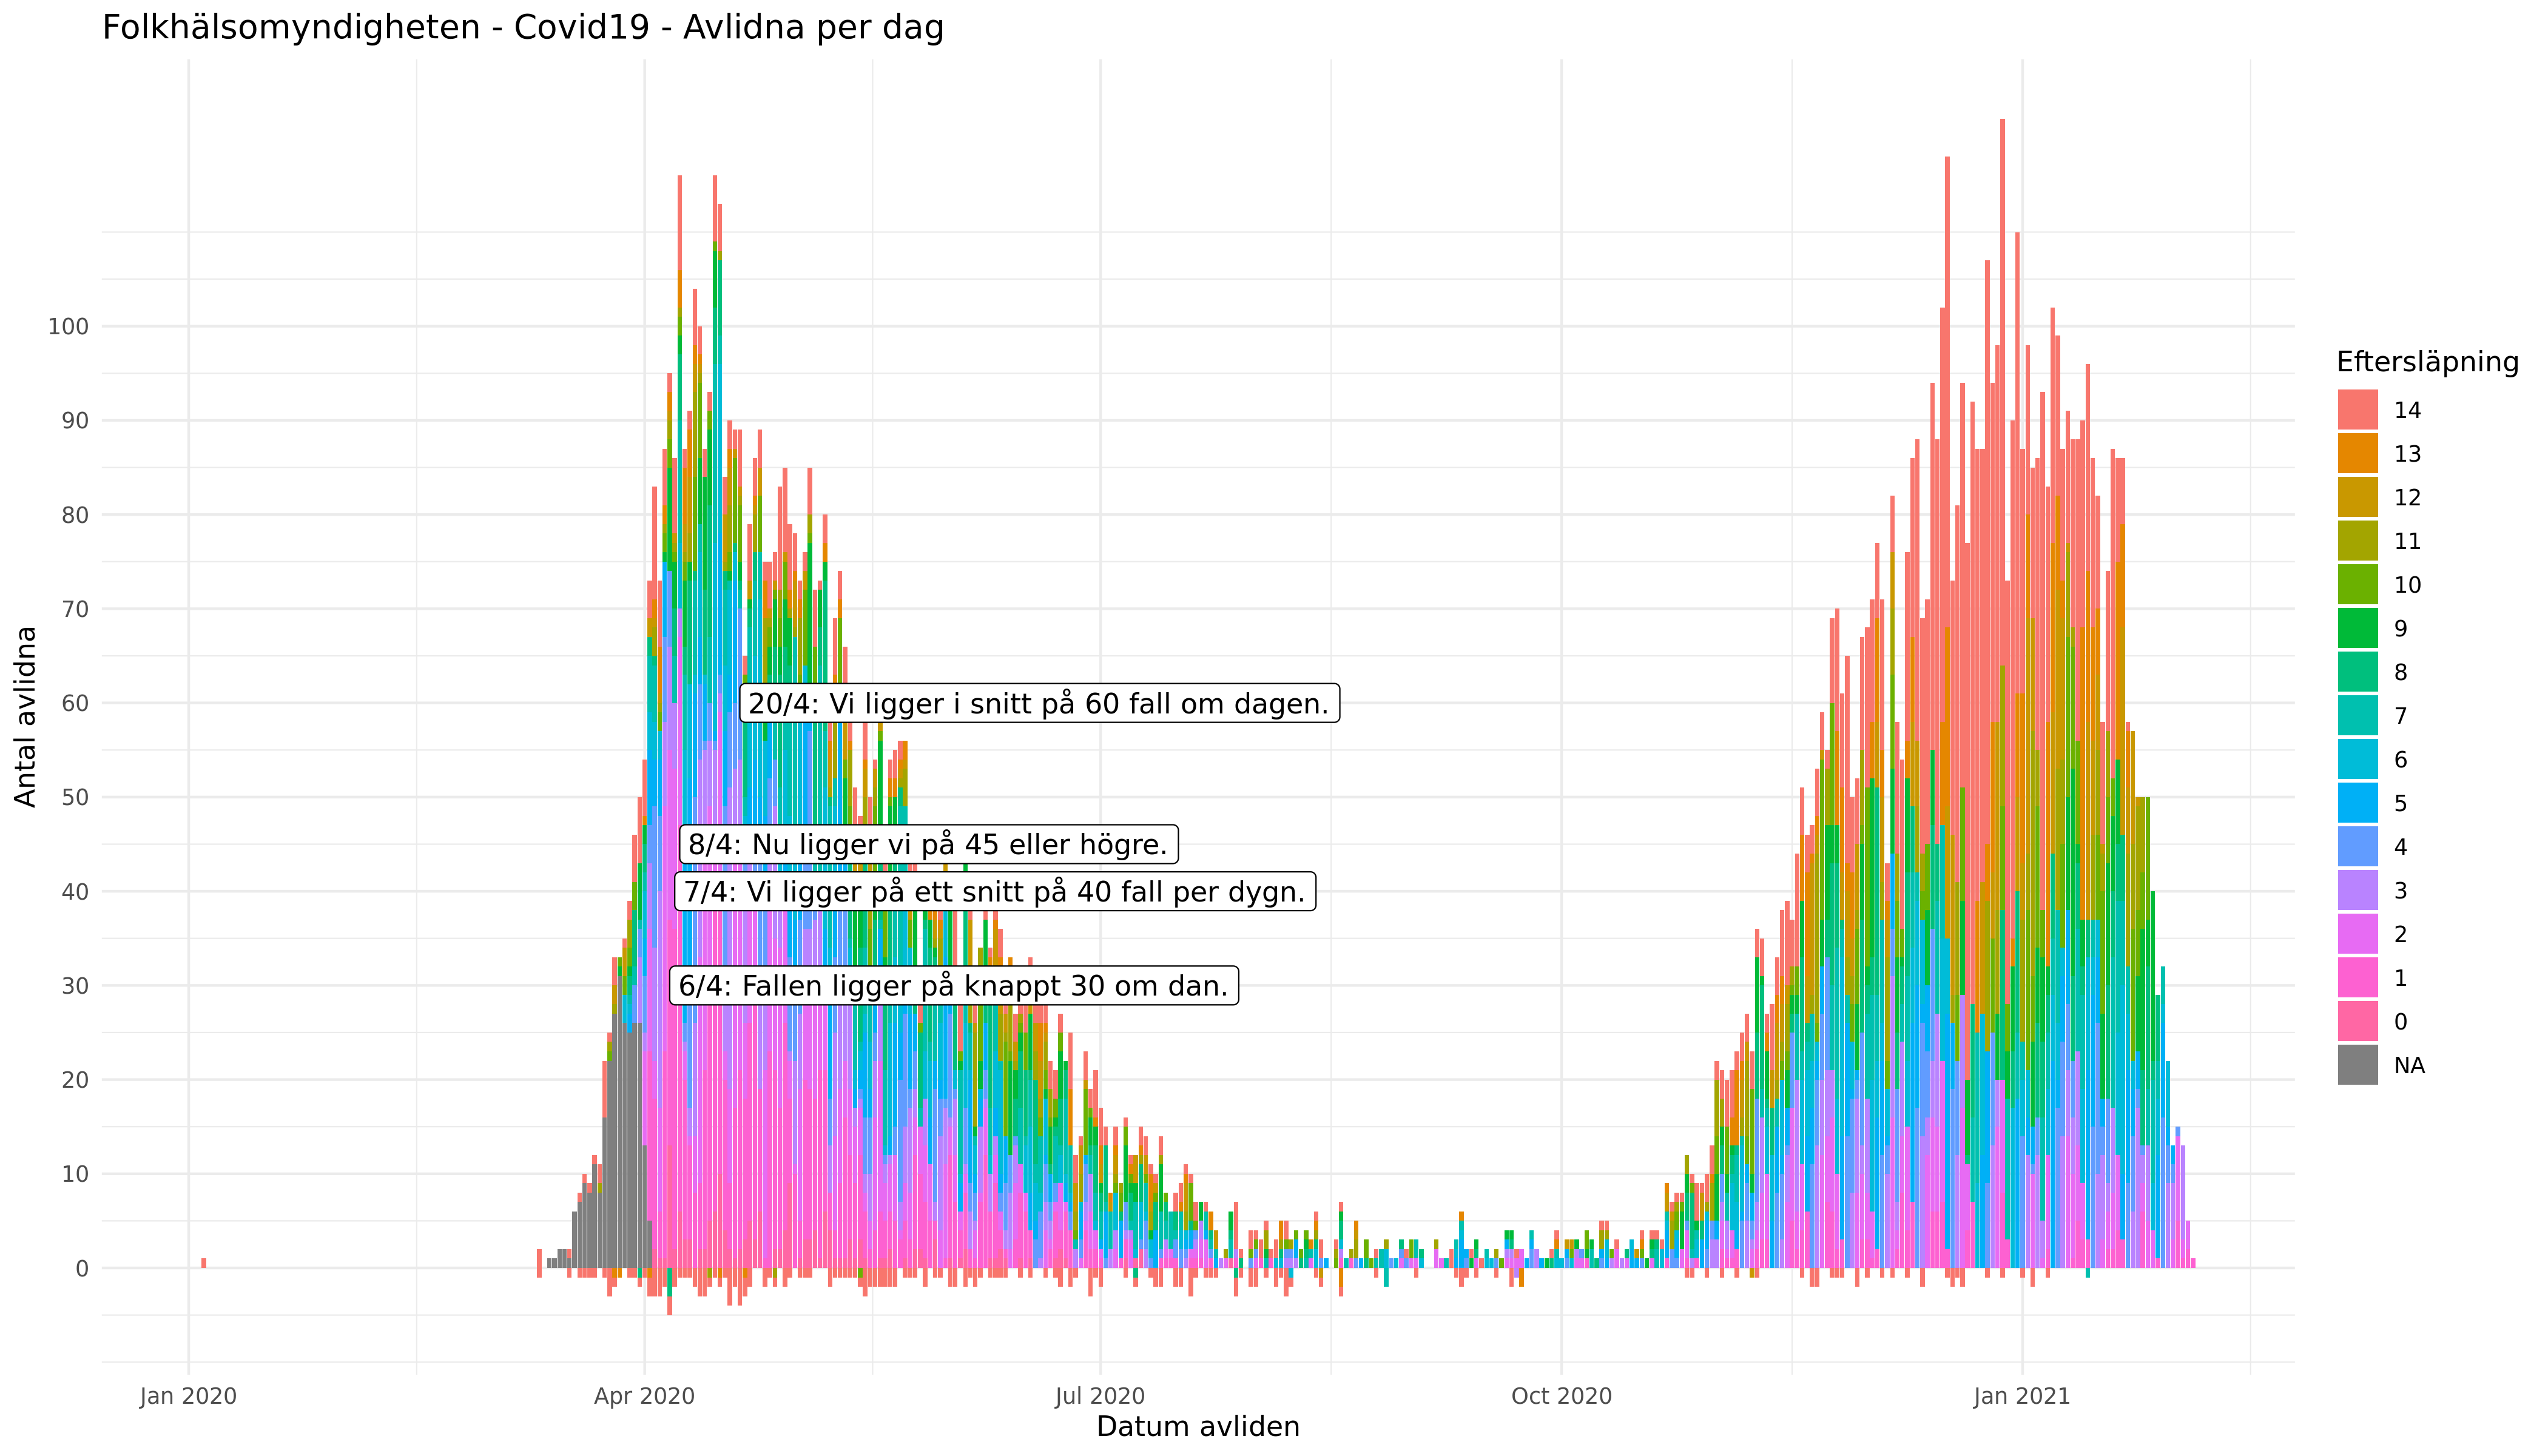 Folkhälsomyndigheten - Covid19 - Avlidna per dag
Antal avlidna
100
90
80
70
60
50
40
30
20
10
0
20/4: Vi ligger i snitt på 60 fall om dagen.
8/4: Nu ligger vi på 45 eller högre.
7/4: Vi ligger på ett snitt på 40 fall per dygn.
6/4: Fallen ligger på knappt 30 om dan.
Jan 2020
Apr 2020
Jul 2020
Oct 2020
Jan 2021
Datum avliden
Eftersläpning
14
13
12
11
10
9
8
7
6
5
4
3
2
1
0
NA